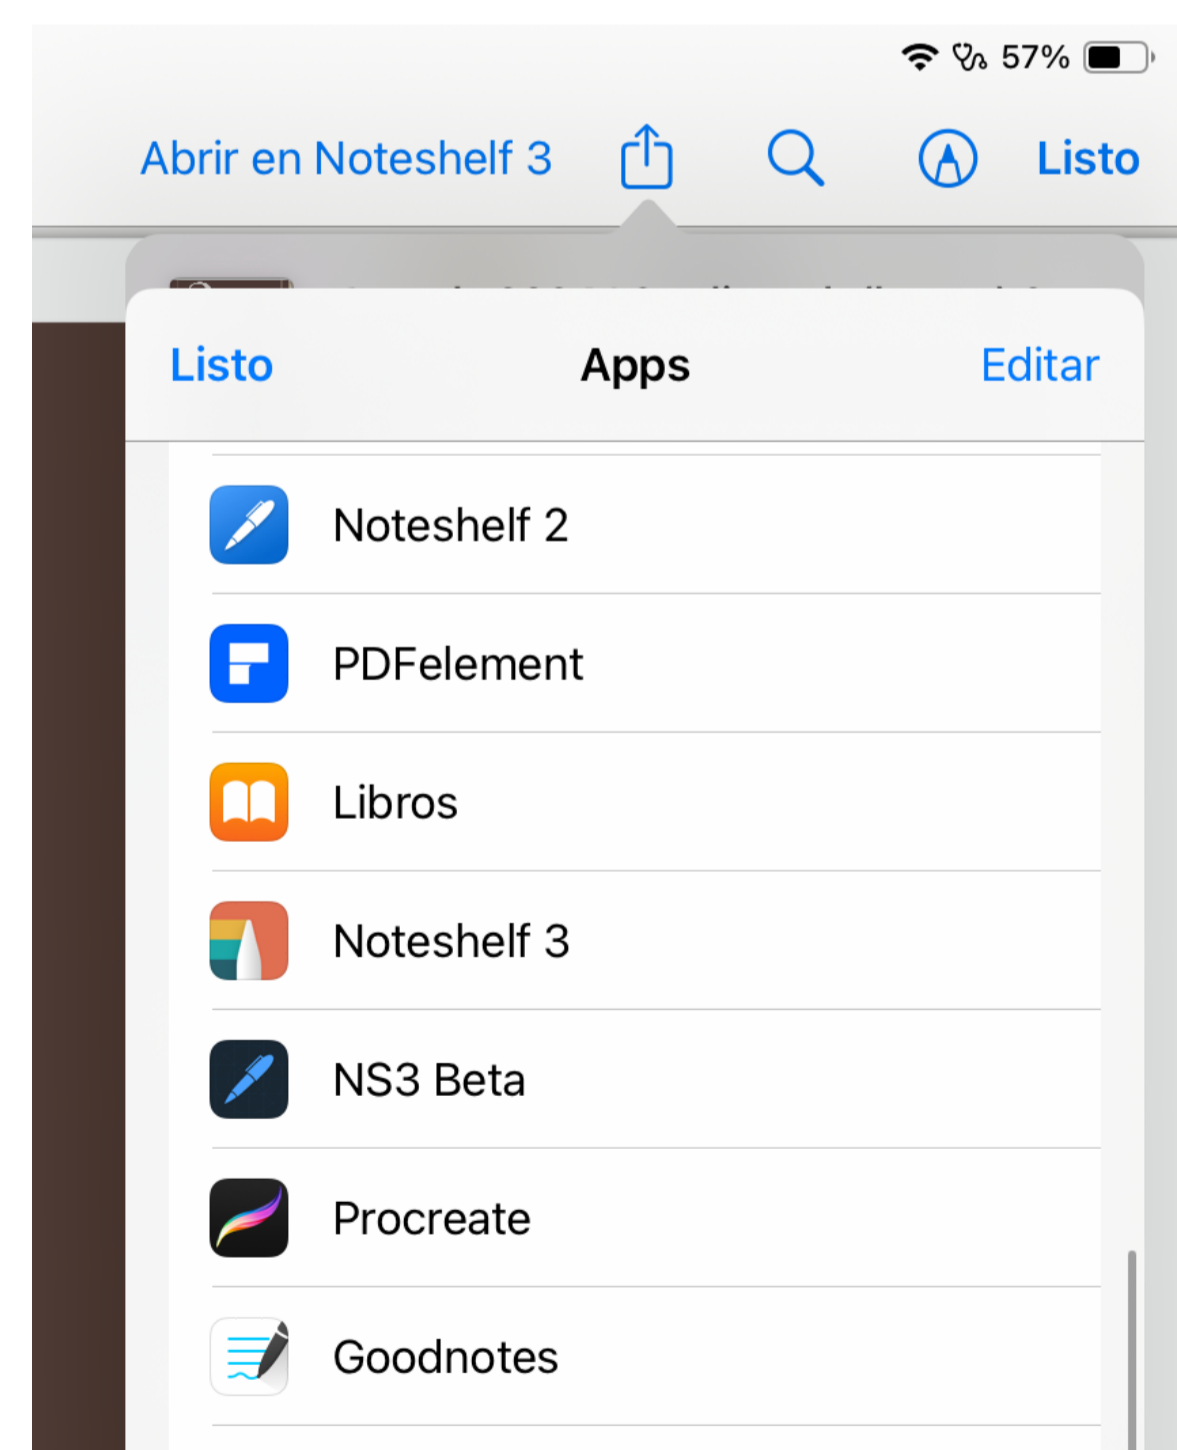 57%
Abrir en Noteshelf 3 Listo
Listo Apps Editar
Noteshelf 2
PDFelement
Libros
Noteshelf 3
NS3 Beta
Procreate
Goodnotes